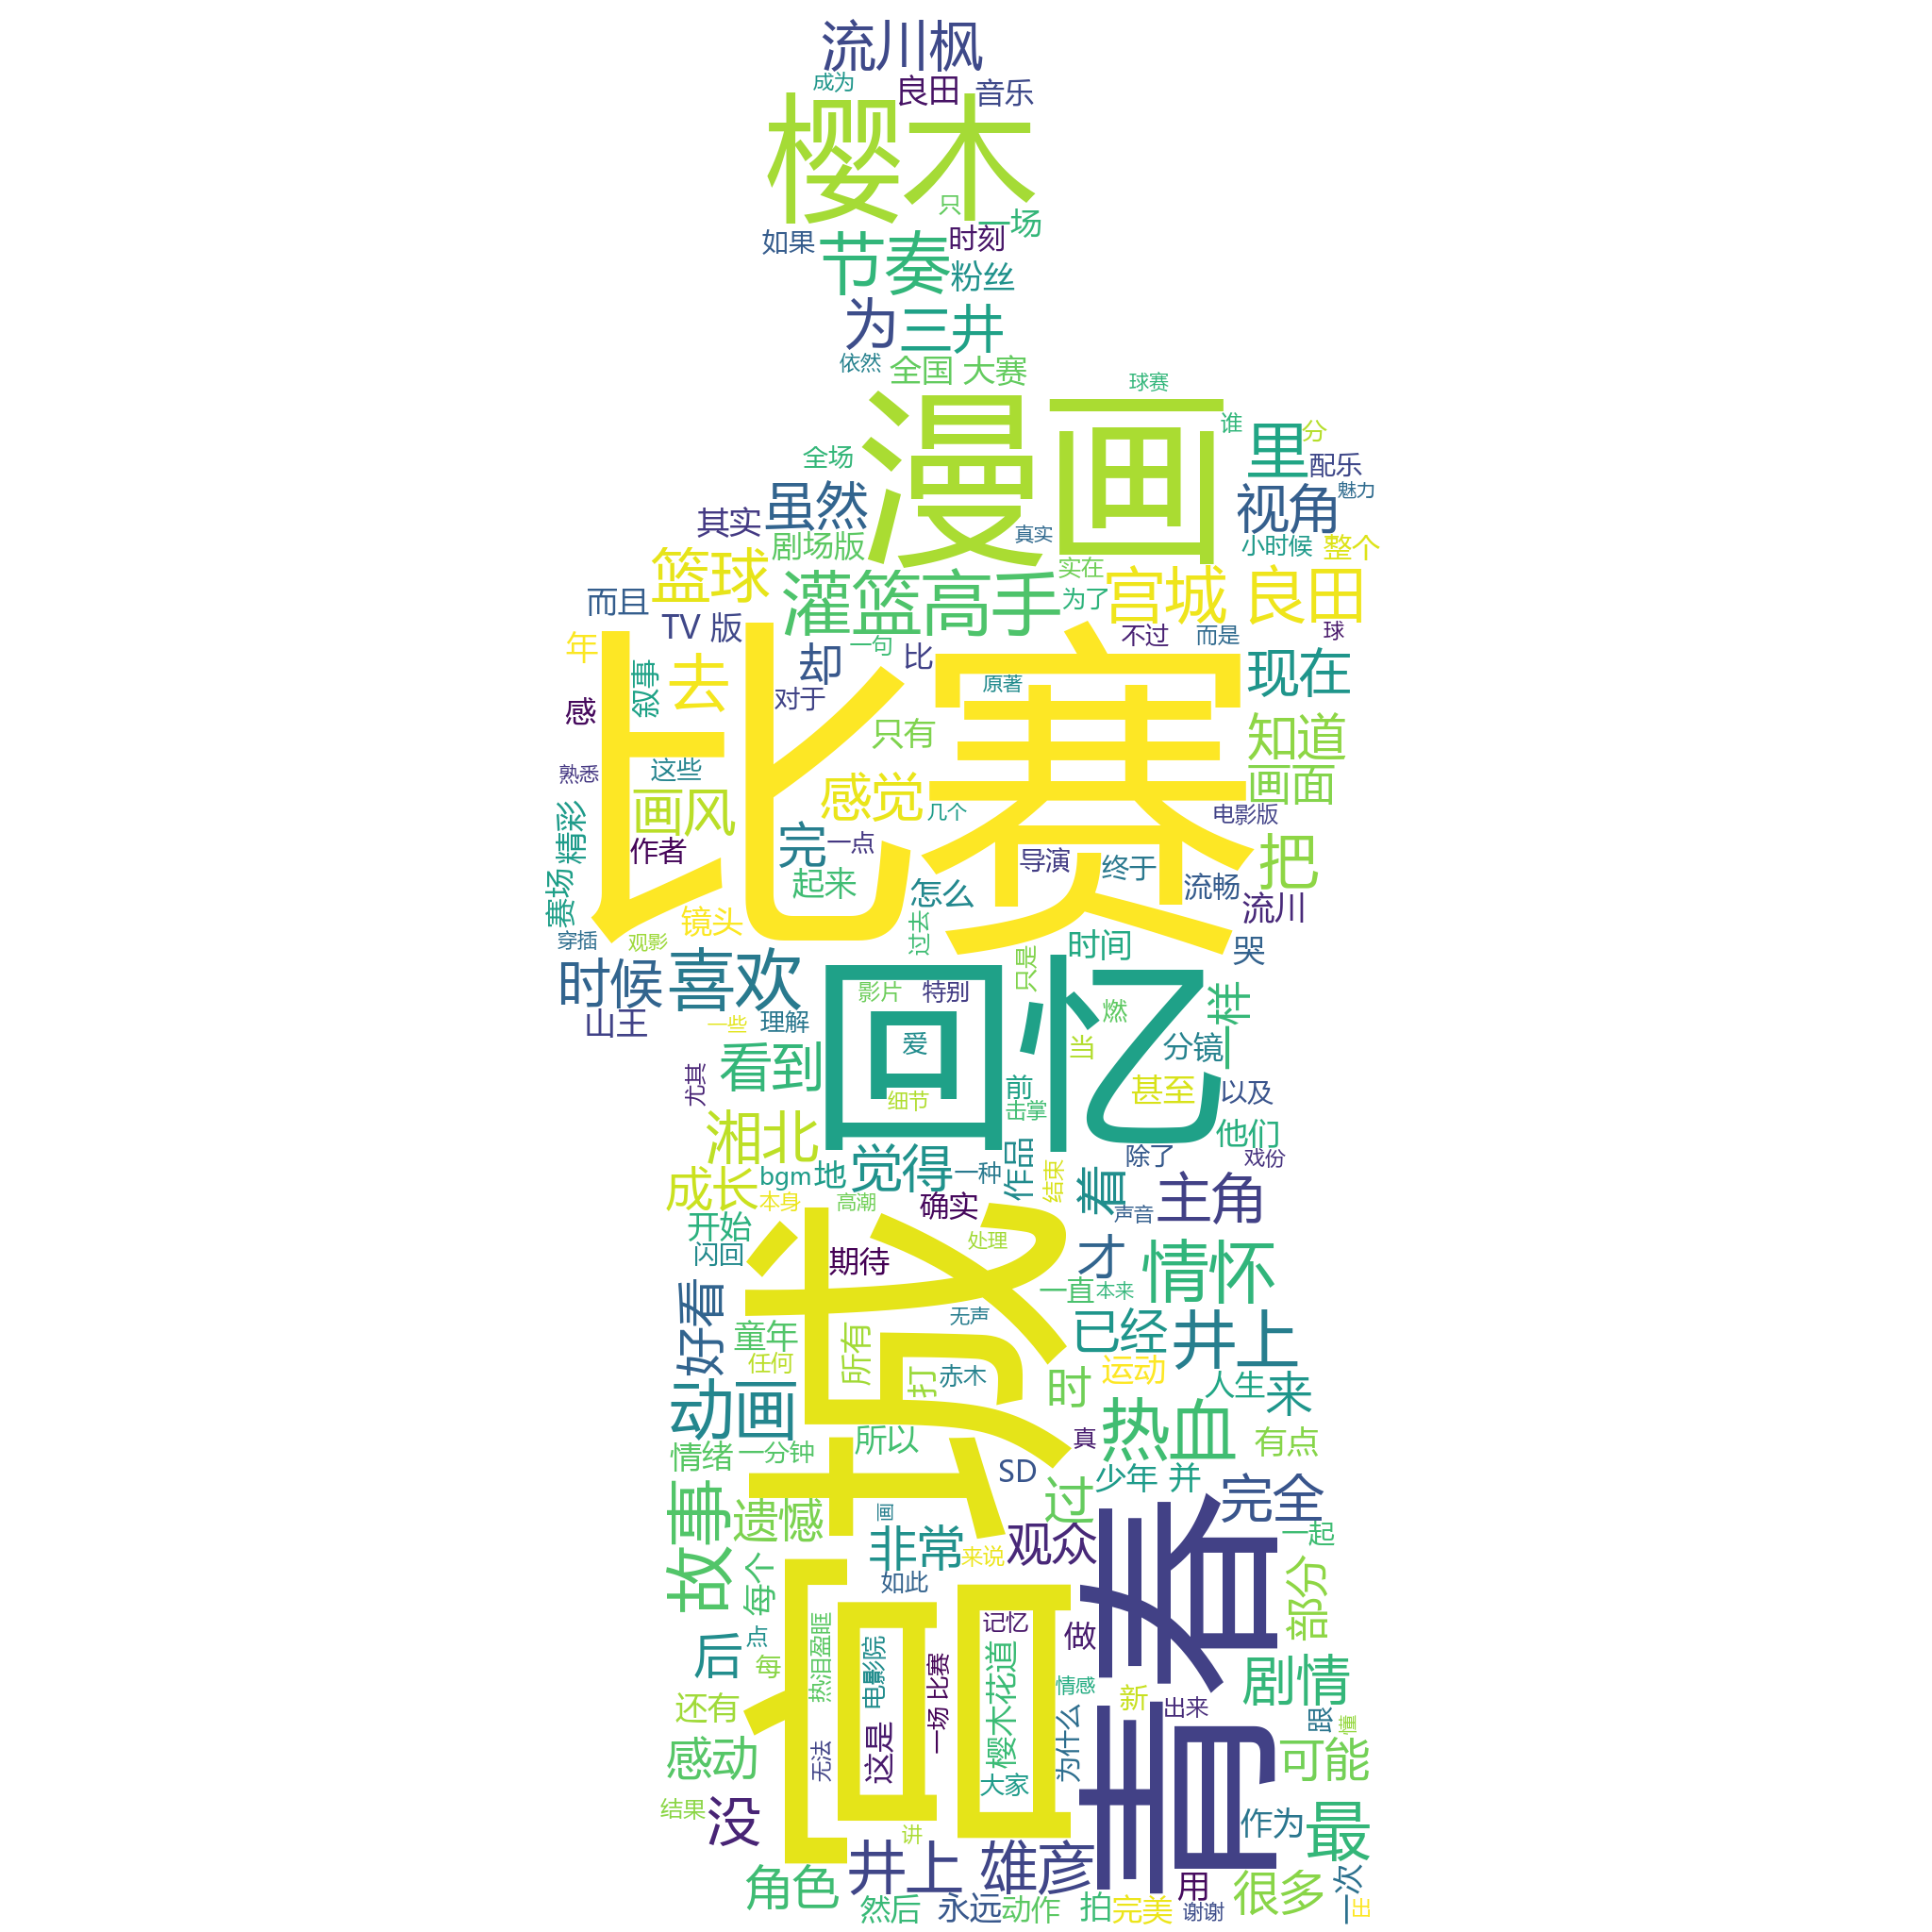 流川枫
成为
良田
音乐
樱木
只
一场
如果
节奏
时刻
粉丝
为
三井
依然
全国 大赛
球赛
漫画
谁
里
分
全场
配乐
虽然
视角
魅力
其实
真实
剧场版
小时候
整个
篮球
灌篮高手
实在
宫城 良田
而且
为了
TV 版
不过
而是
球
年
去
却
一句
比
比赛
现在
叙事
感
对于
原著
只有
知道
熟悉
这些
画面
画风
感觉
几个
电影版
精彩
作者
完
一点
导演
终于
把
起来
怎么
流畅
赛场
流川
镜头
穿插
观影
过去
时间
哭
时候
喜欢
回忆
只是
影片
特别
一样
山王
一些
理解
燃
爱
当
分镜
看到
尤其
细节
前
甚至
以及
击掌
湘北
他们
觉得
作品
除了
戏份
成长
bgm
地
一种
结束
着
主角
本身
高潮
确实
声音
开始
闪回
期待
处理
才
情怀
宫城
一直
本来
好看
童年
无声
已经
井上
任何
所有
打
赤木
时
运动
人生
来
动画
热血
情绪
一分钟
所以
真
有点
SD
少年
并
故事
遗憾
画
过
完全
非常
来说
观众
一起
每个
如此
青春
部分
后
点
热泪盈眶
电影院
记忆
做
每
一场 比赛
樱木花道
剧情
还有
情感
新
出来
感动
无法
这是
为什么
跟
懂
可能
大家
结果
没
讲
作为
最
角色
井上 雄彦
用
很多
一次
然后
永远
动作
拍
完美
谢谢
出